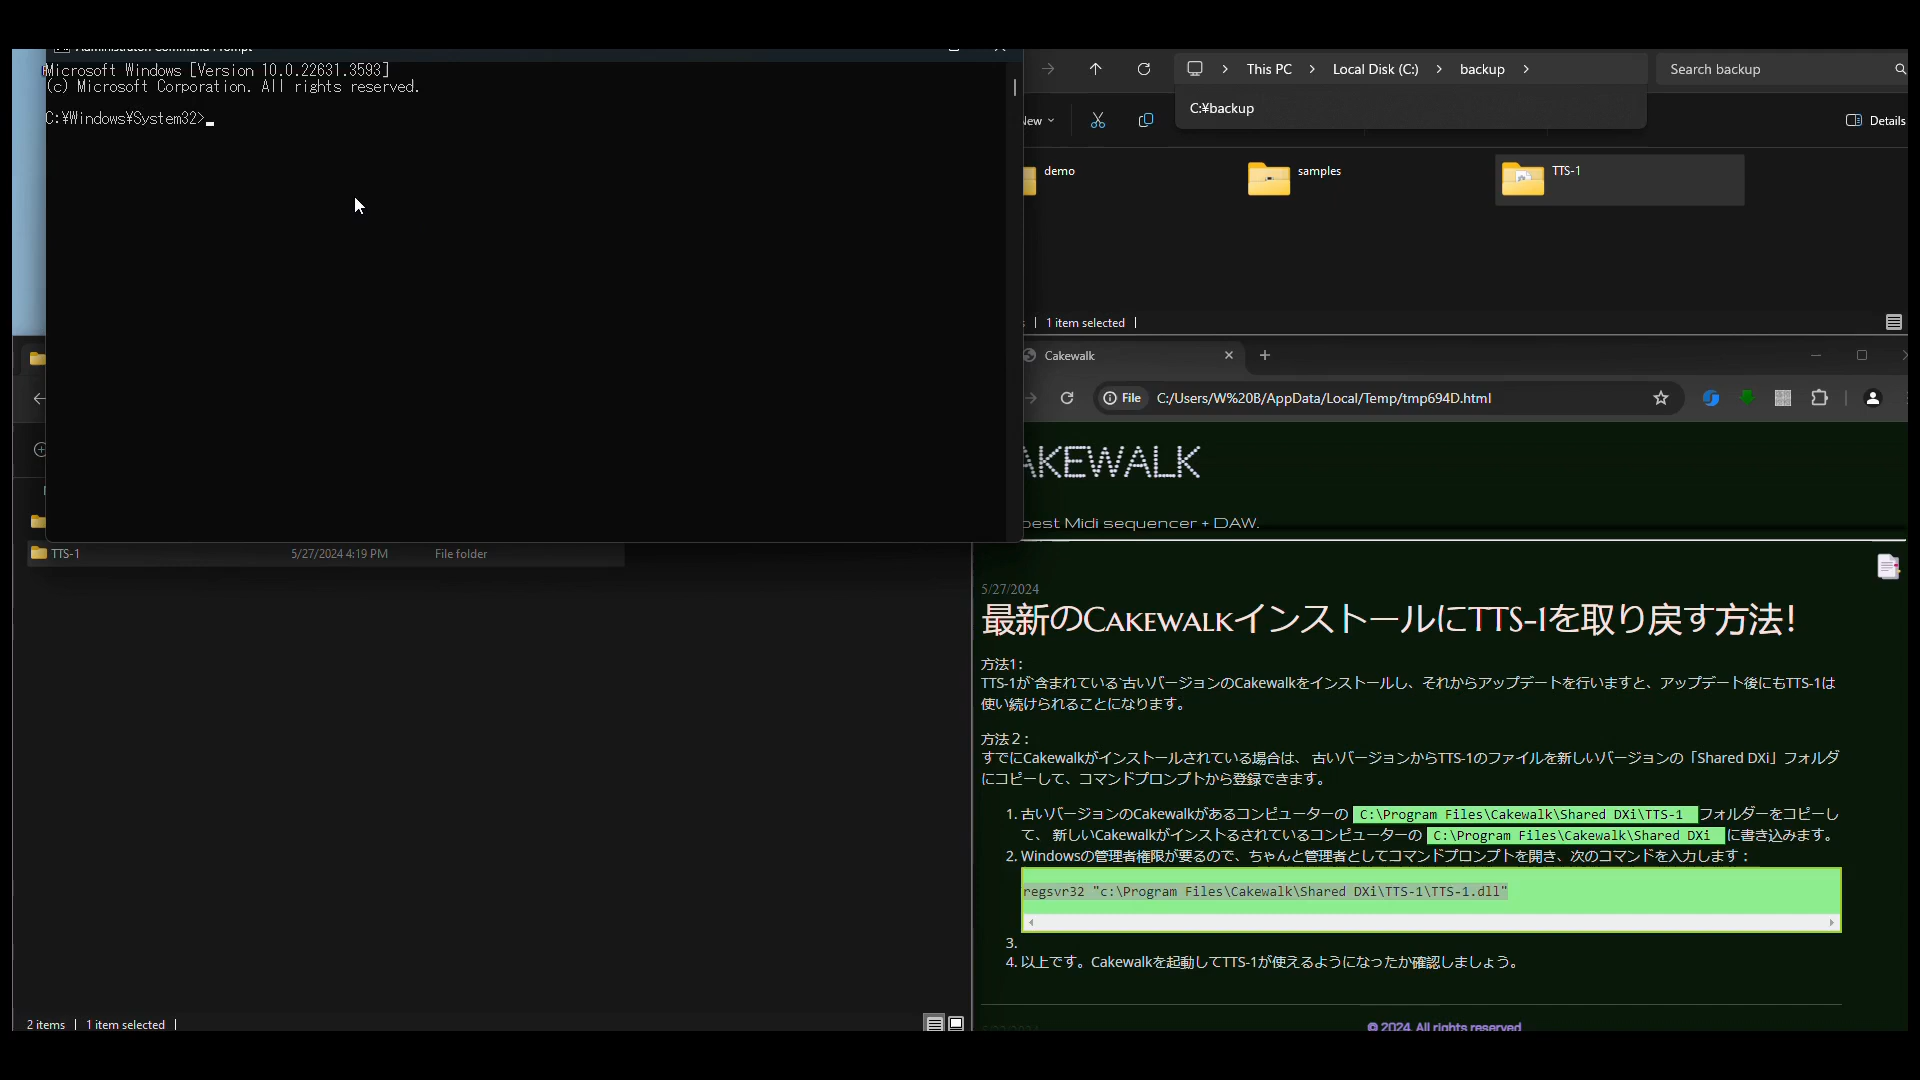 Administrator: Command Prompt
Microsoft Windows [Version 10.0.22631.3593]
(c) Microsoft Corporation. All rights reserved.
C:¥Windows¥System32>
This PC > Local Disk (C:) > backup >
Search backup
C:¥backup
Details
demo
samples
TTS-1
1 item selected
Cakewalk
File
C:/Users/W%20B/AppData/Local/Temp/tmp694D.html
AKEWALK
best Midi sequencer + DAW.
TTS-1 5/27/2024 4:19 PM File folder
5/27/2024
最新のCakewalkインストールにTTS-1を取り戻す方法!
方法1:
TTS-1が`含まれている`古いバージョンのCakewalkをインストールし、それからアップデートを行いますと、アップデート後にもTTS-1は
使い続けられることになります。
方法２:
すでにCakewalkがインストールされている場合は、 古いバージョンからTTS-1のファイルを新しいバージョンの「Shared DXi」フォルダ
にコピーして、コマンドプロンプトから登録できます。
1. 古いバージョンのCakewalkがあるコンピューターの C:\Program Files\Cakewalk\Shared DXi\TTS-1 フォルダーをコピーし
て、 新しいCakewalkがインストるされているコンピューターの C:\Program Files\Cakewalk\Shared DXi に書き込みます。
2. Windowsの管理者権限が要るので、ちゃんと管理者としてコマンドプロンプトを開き、次のコマンドを入力します：
regsvr32 "c:\Program Files\Cakewalk\Shared DXi\TTS-1\TTS-1.dll"
3.
4. 以上です。Cakewalkを起動してTTS-1が使えるようになったか確認しましょう。
2 items
1 item selected
© 2024. All rights reserved